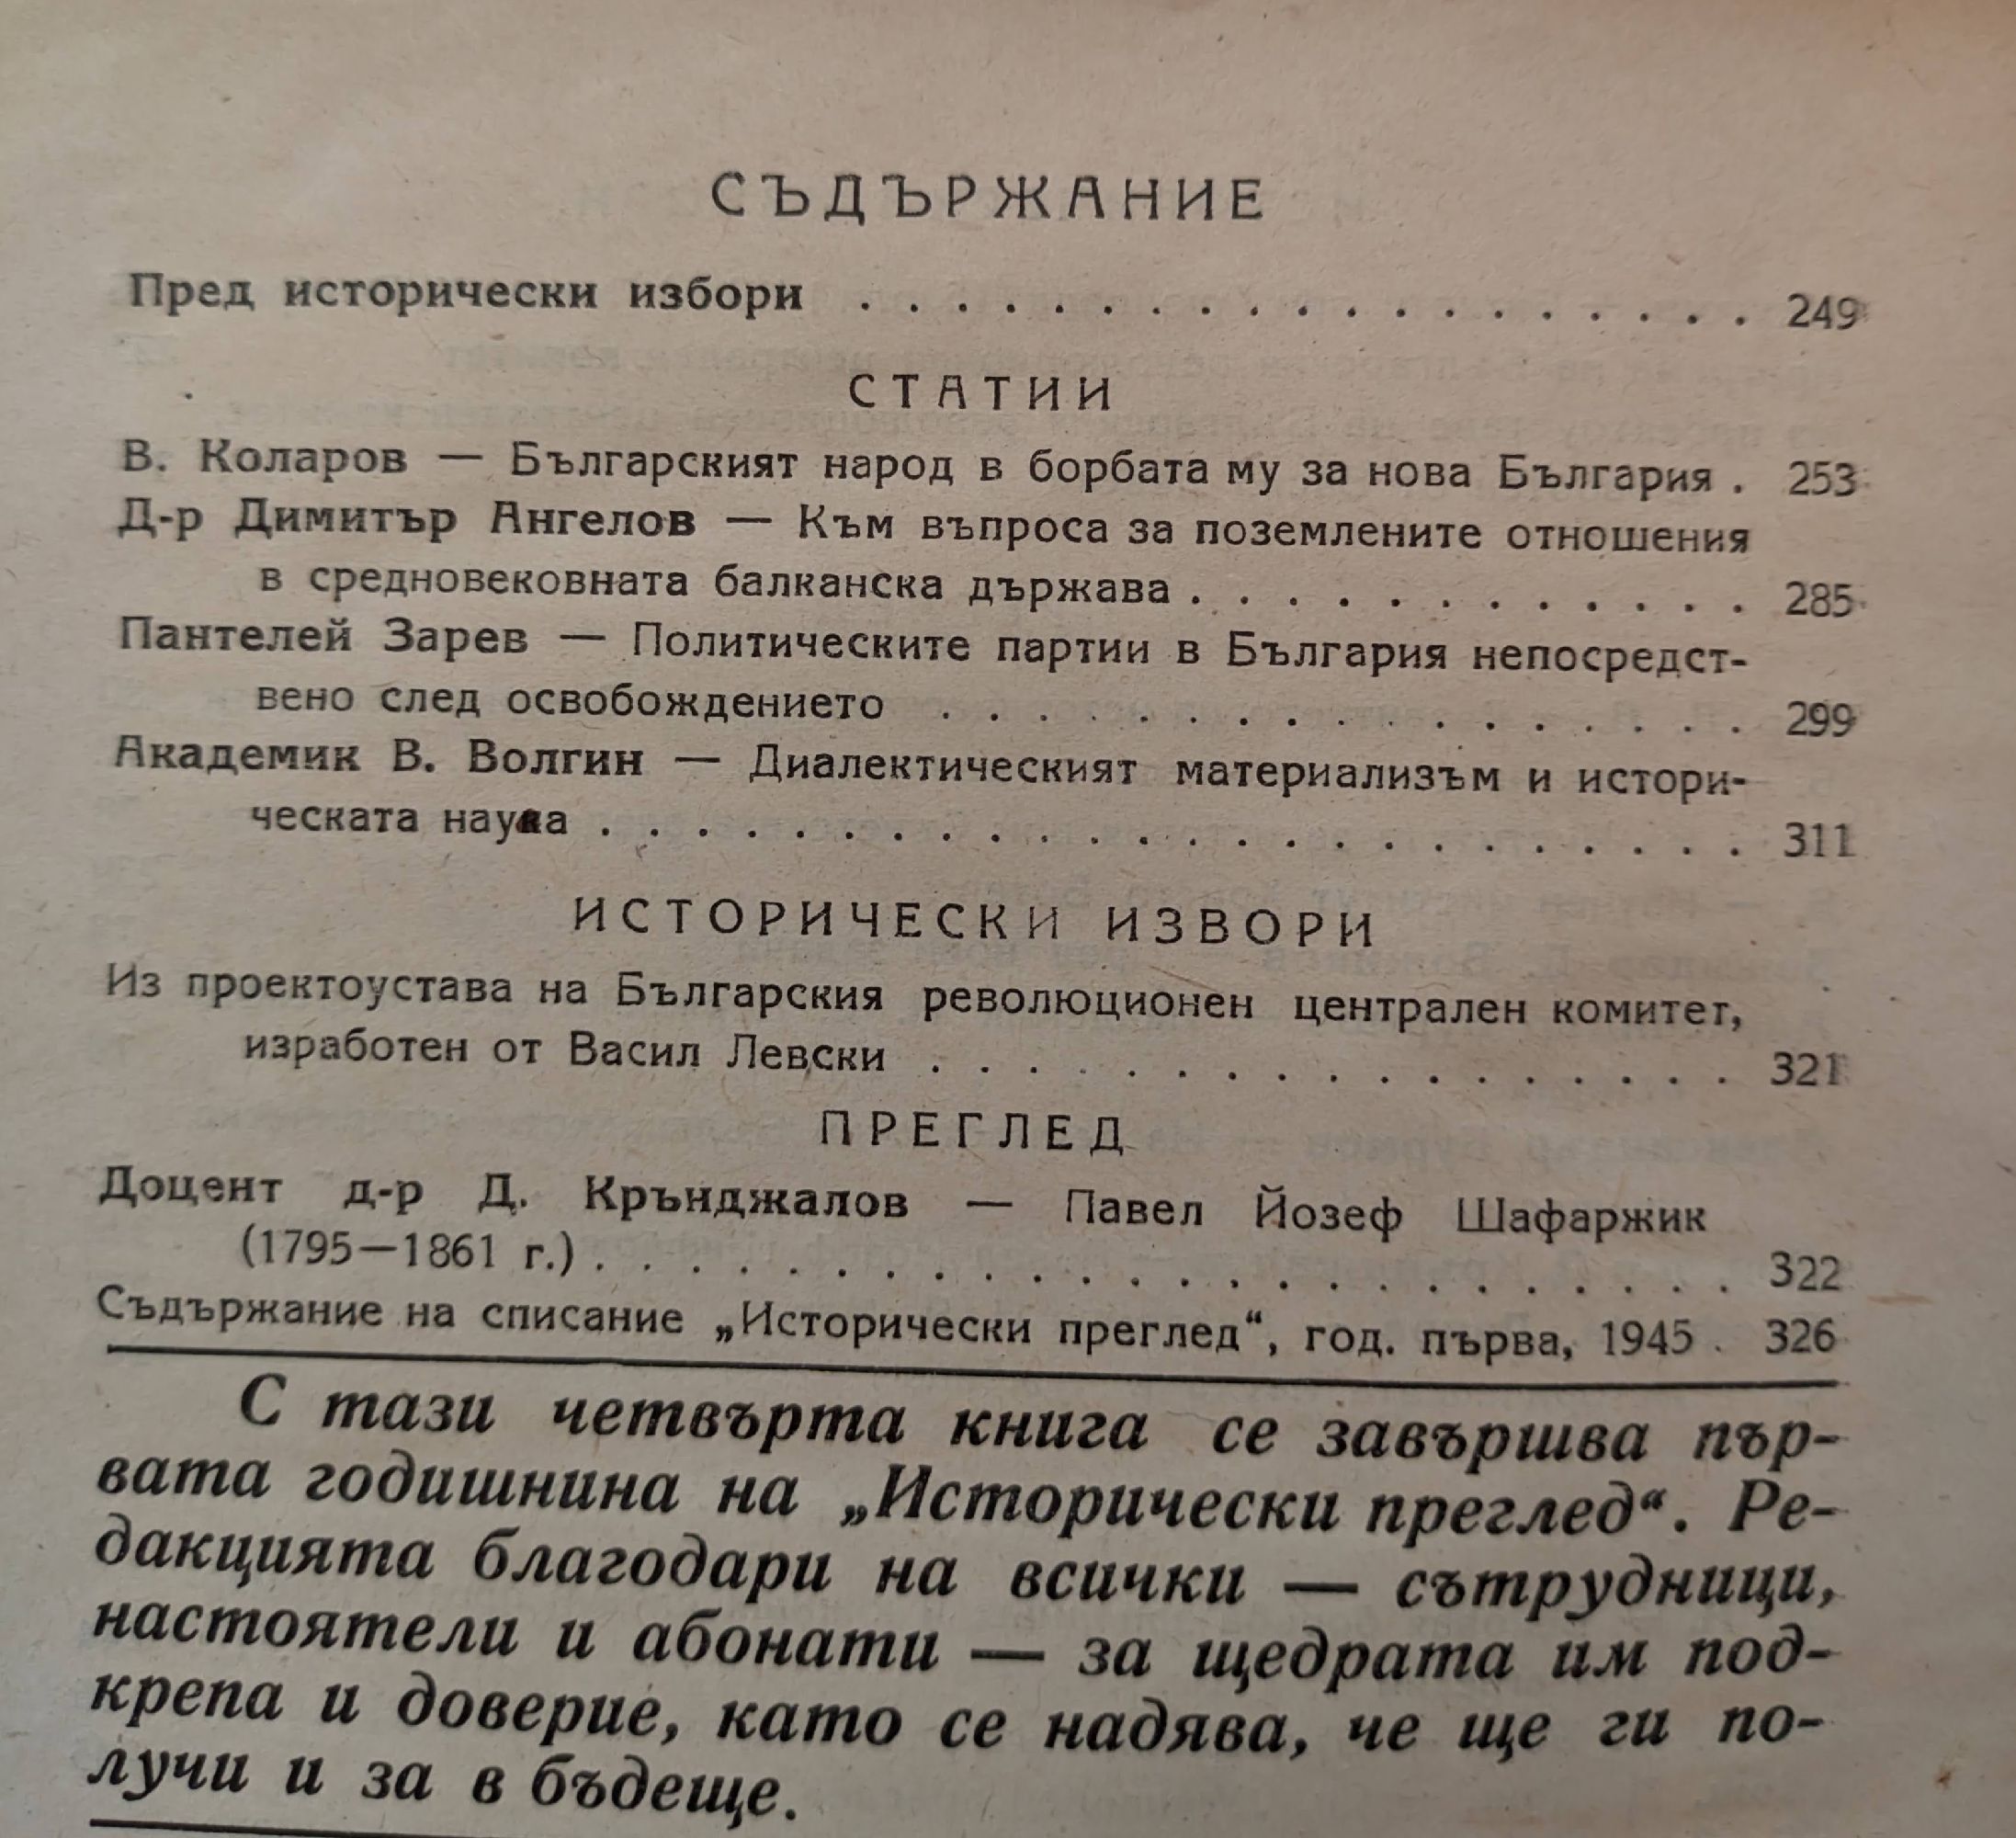 СЪДЪРЖАНИЕ
Пред исторически избори . . . . . . . . . . . . . . . . . . . 249
СТАТИИ
В. Коларов — Българският народ в борбата му за нова България . 253
Д-р Димитър Ангелов — Към въпроса за поземлените отношения
в средновековната балканска държава . . . . . . . . . . . . 285
Пантелей Зарев — Политическите партии в България непосредст-
вено след освобождението . . . . . . . . . . . . . . . . . 299
Академик В. Волгин — Диалектическият материализъм и истори-
ческата наука . . . . . . . . . . . . . . . . . . . . . . . . 311
ИСТОРИЧЕСКИ ИЗВОРИ
Из проектоустава на Българския революционен централен комитет,
изработен от Васил Левски . . . . . . . . . . . . . . . . . 321
ПРЕГЛЕД
Доцент д-р Д. Крънджалов — Павел Йозеф Шафаржик
(1795—1861 г.) . . . . . . . . . . . . . . . . . . . . . . . . 322
Съдържание на списание „Исторически преглед“, год. първа, 1945 . 326
С тази четвърта книга се завършва пър-
вата годишнина на „Исторически преглед“. Ре-
дакцията благодари на всички — сътрудници,
настоятели и абонати — за щедрата им под-
крепа и доверие, като се надява, че ще ги по-
лучи и за в бъдеще.